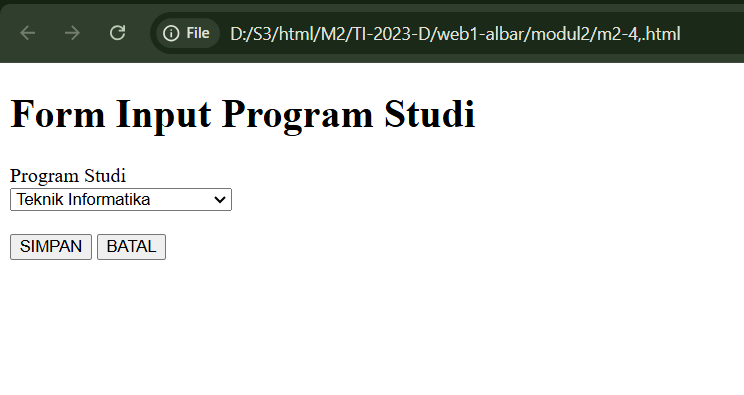 File D:/S3/html/M2/TI-2023-D/web1-albar/modul2/m2-4,.html
Form Input Program Studi
Program Studi
Teknik Informatika
SIMPAN BATAL